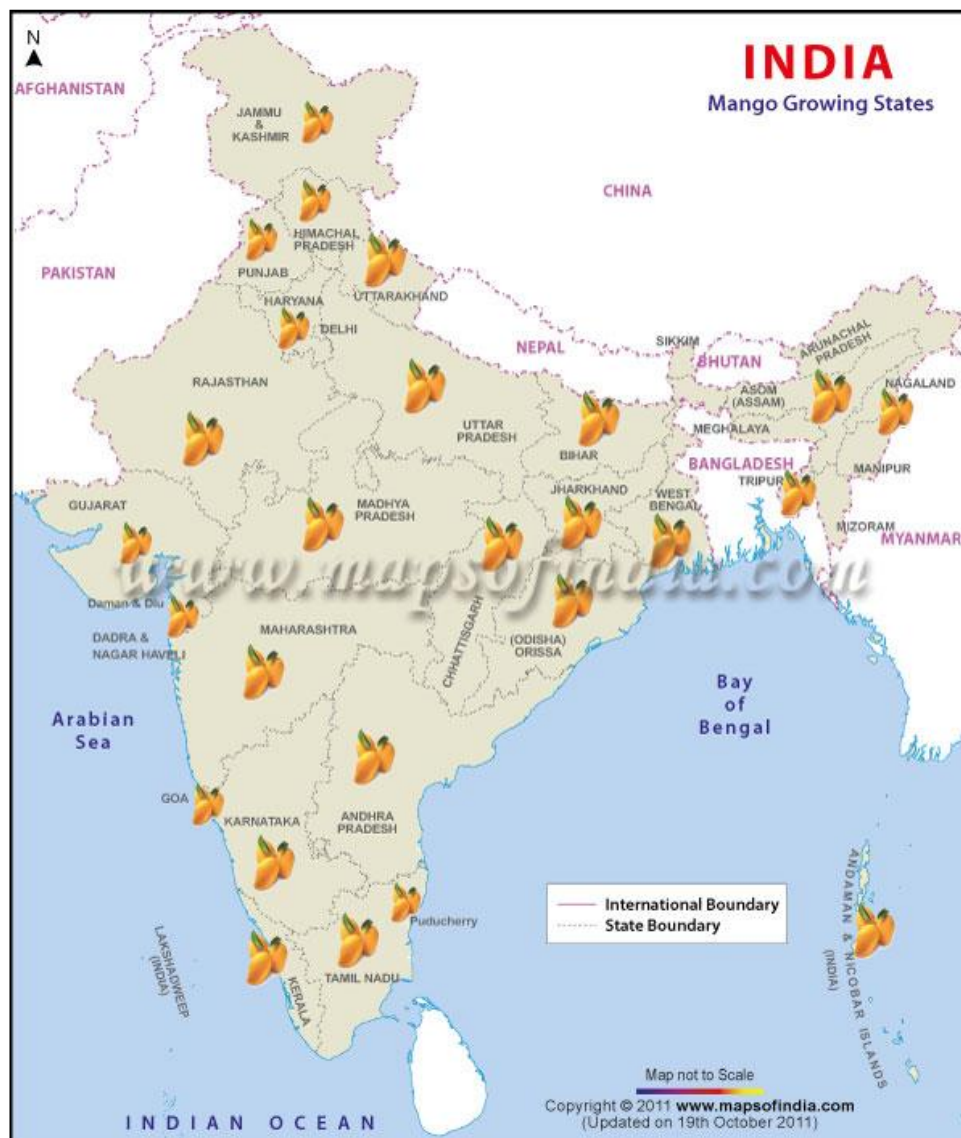 N
INDIA
Mango Growing States
AFGHANISTAN
JAMMU
&
KASHMIR
CHINA
HIMACHAL
PRADESH
PAKISTAN
PUNJAB
UTTARAKHAND
HARYANA
DELHI
NEPAL
SIKKIM
BHUTAN
ARUNACHAL
PRADESH
RAJASTHAN
ASOM
(ASSAM)
NAGALAND
UTTAR
PRADESH
MEGHALAYA
BIHAR
BANGLADESH
MANIPUR
TRIPUR
GUJARAT
MADHYA
PRADESH
JHARKHAND
WEST
BENGAL
MIZORAM
MYANMAR
www.mapsofindia.com
Daman & Diu
DADRA &
NAGAR HAVELI
MAHARASHTRA
CHHATTISGARH
(ODISHA)
ORISSA
Arabian
Sea
Bay
of
Bengal
GOA
KARNATAKA
ANDHRA
PRADESH
Puducherry
International Boundary
State Boundary
LAKSHADWEEP
(INDIA)
KERALA
TAMIL NADU
ANDAMAN & NICOBAR ISLANDS
(INDIA)
Map not to Scale
Copyright © 2011 www.mapsofindia.com
(Updated on 19th October 2011)
INDIAN OCEAN